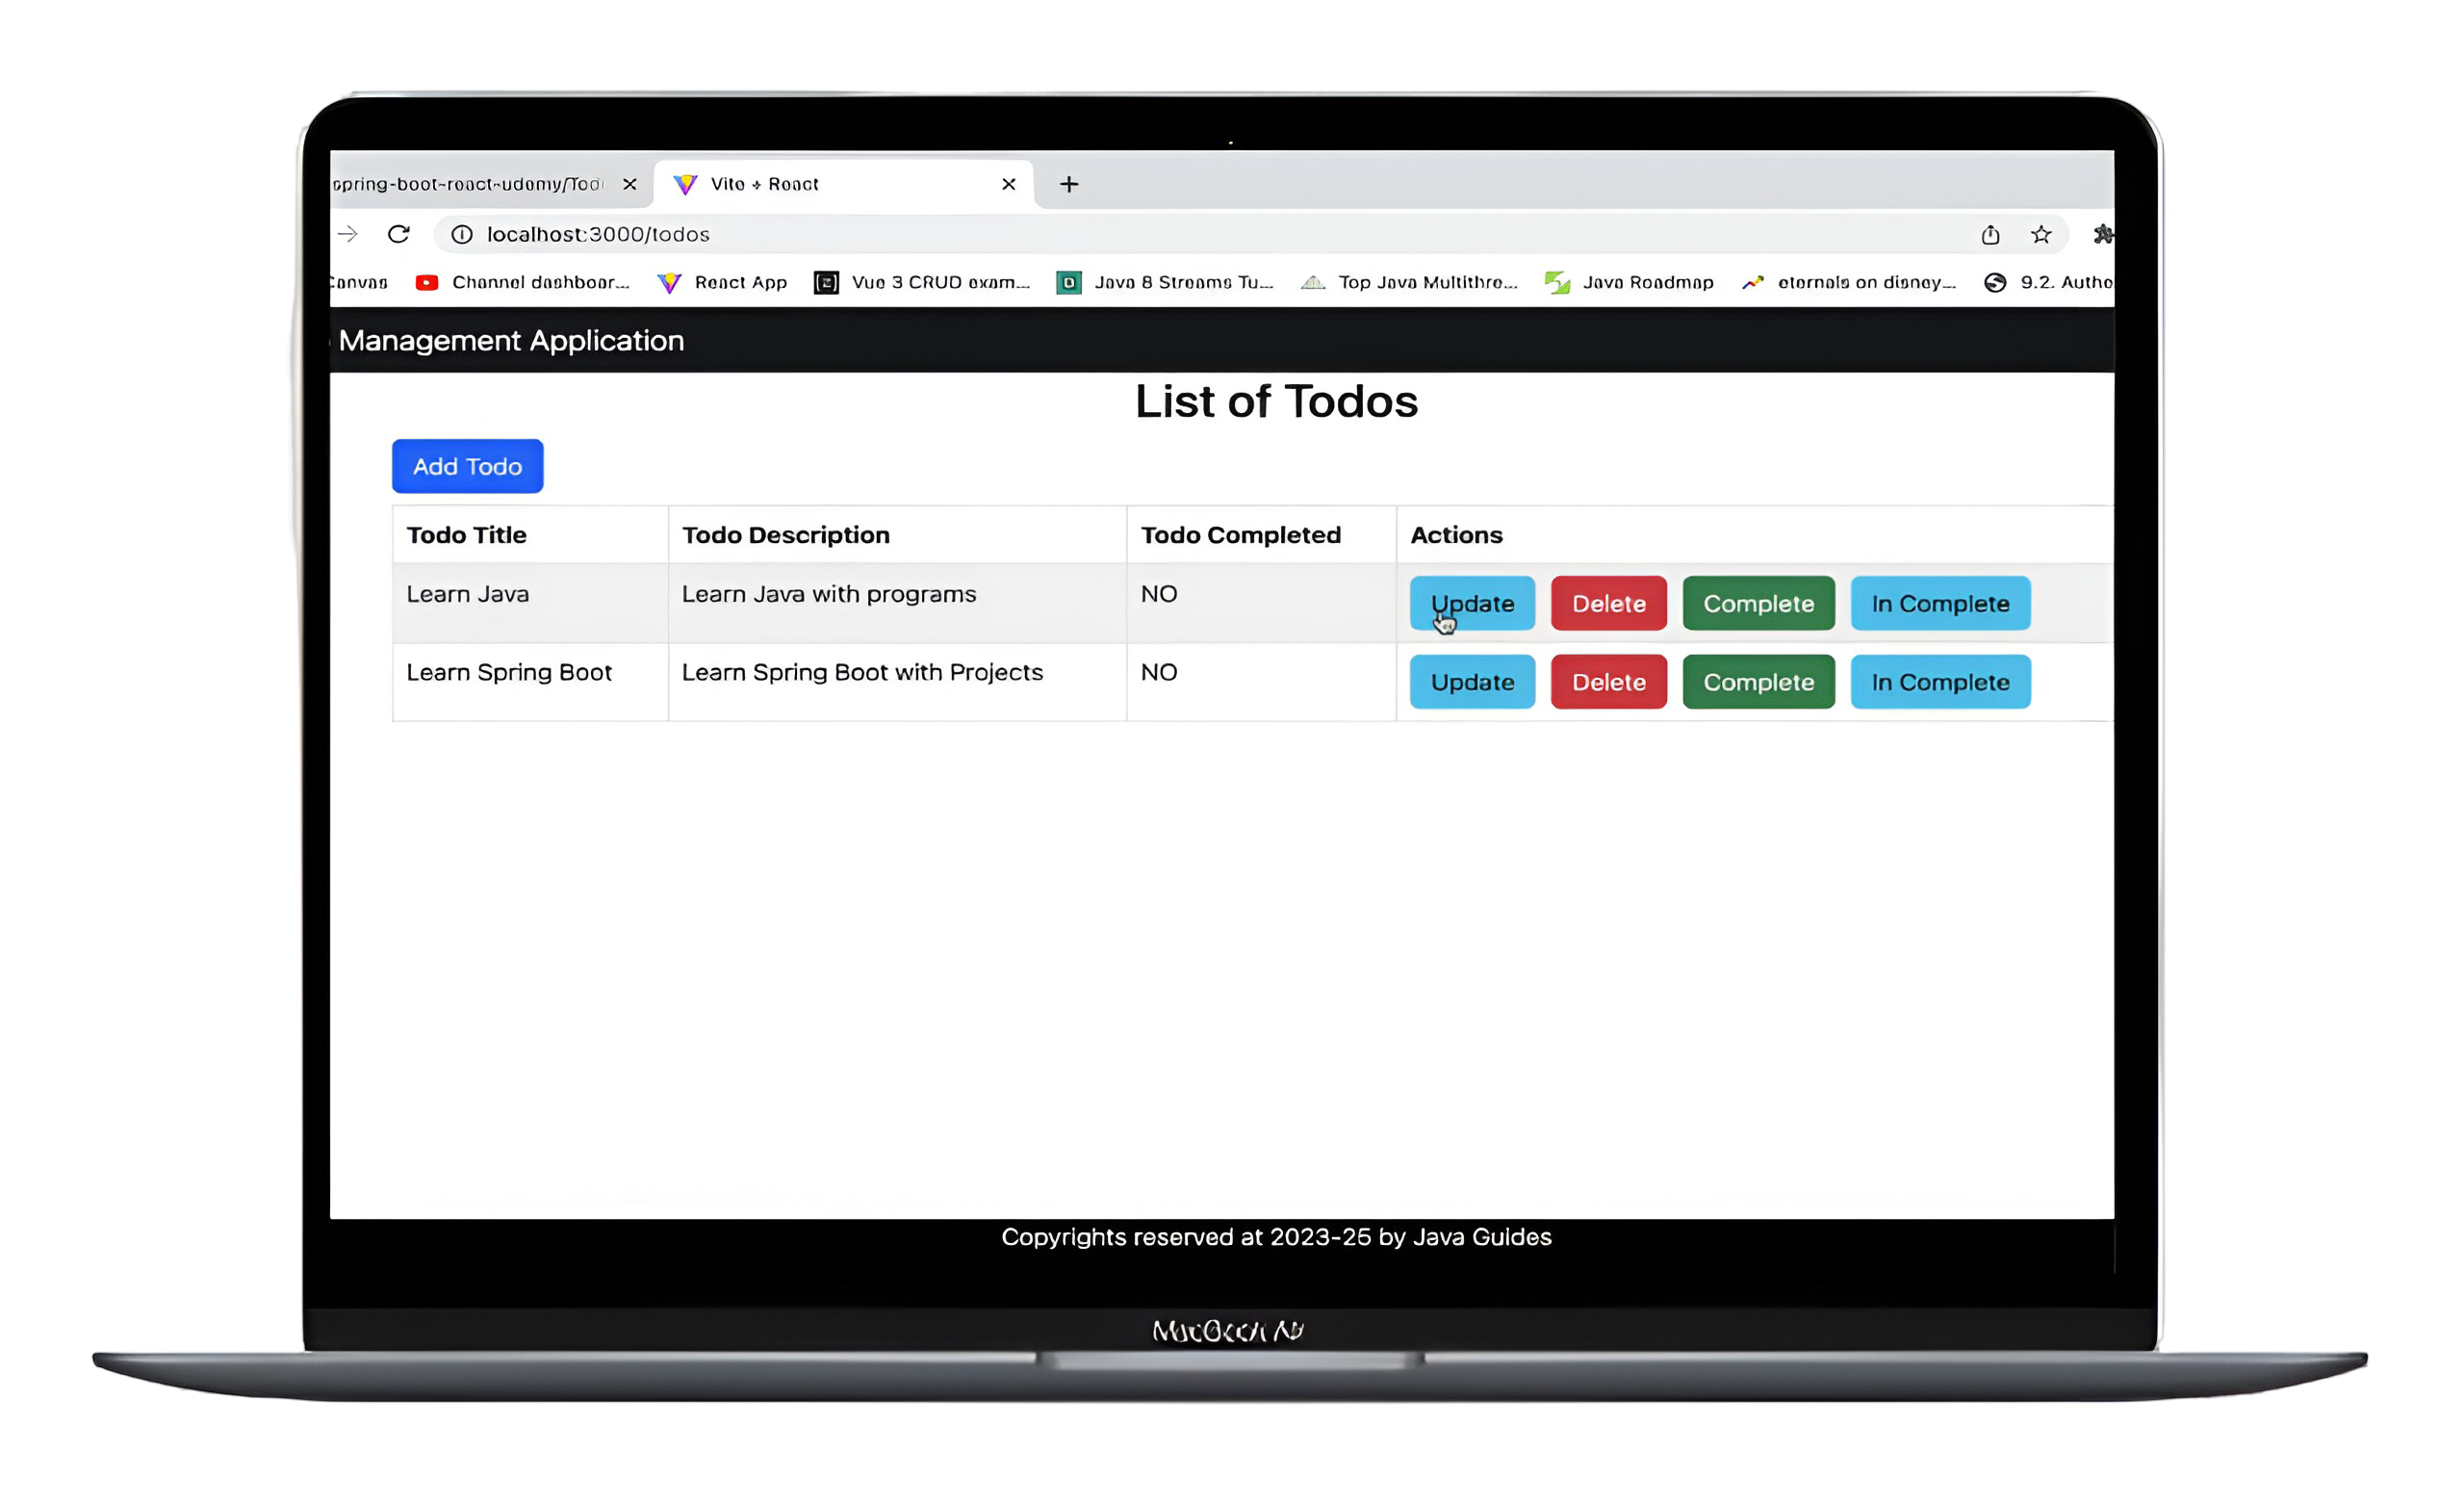 spring-boot-react-udemy/Tod
Vite + React
localhost:3000/todos
Canvas Channel dashboar... React App Vue 3 CRUD exam... Java 8 Streams Tu... Top Java Multithre... Java Roadmap eternals on disney... 9.2. Autho
Management Application
List of Todos
Add Todo
Todo Title Todo Description Todo Completed Actions
Learn Java Learn Java with programs NO Update Delete Complete In Complete
Learn Spring Boot Learn Spring Boot with Projects NO Update Delete Complete In Complete
Copyrights reserved at 2023-25 by Java Guides